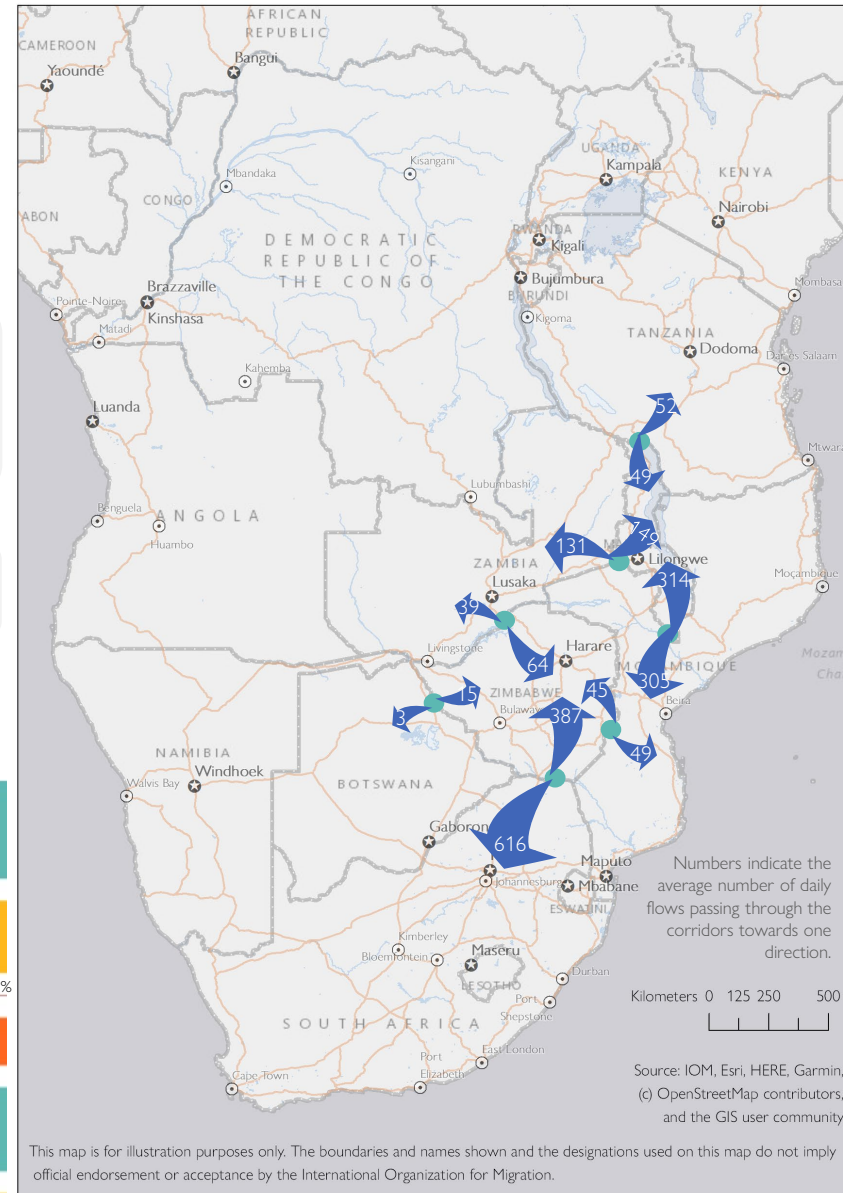 AFRICAN
REPUBLIC
CAMEROON
Yaoundé
Bangui
Kisangani
Mbandaka
UGANDA
Kampala
KENYA
CONGO
ABON
Nairobi
RWANDA
Kigali
DEMOCRATIC
REPUBLIC OF
THE CONGO
Bujumbura
BURUNDI
Brazzaville
Kinshasa
Pointe-Noire
Matadi
Mombasa
Kigoma
TANZANIA
Dodoma
Dar es Salaam
Kahemba
Luanda
52
49
Mtwara
Lubumbashi
Benguela
ANGOLA
Huambo
131
149
Lilongwe
ZAMBIA
Lusaka
314
Moçambique
39
64
Harare
Livingstone
MOZAMBIQUE
Mozam
Cha
305
15
3
ZIMBABWE
45
Bulawayo
387
Beira
49
NAMIBIA
Windhoek
Walvis Bay
BOTSWANA
Gaborone
616
Johannesburg
Maputo
Mbabane
ESWATINI
Numbers indicate the
average number of daily
flows passing through the
corridors towards one
direction.
Kimberley
Bloemfontein
Maseru
LESOTHO
Durban
Port
Shepstone
%
Kilometers 0 125 250 500
SOUTH AFRICA
East London
Port
Elizabeth
Cape Town
Source: IOM, Esri, HERE, Garmin,
(c) OpenStreetMap contributors,
and the GIS user community
This map is for illustration purposes only. The boundaries and names shown and the designations used on this map do not imply
official endorsement or acceptance by the International Organization for Migration.